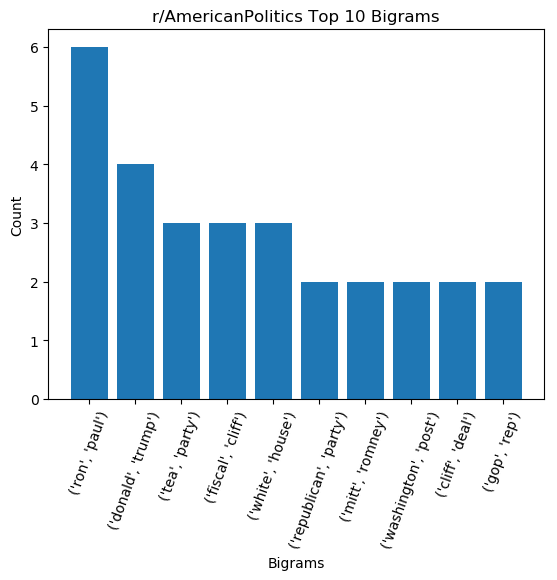 r/AmericanPolitics Top 10 Bigrams
6
5
4
3
2
1
0
Count
('ron', 'paul')
('donald', 'trump')
('tea', 'party')
('fiscal', 'cliff')
('white', 'house')
('republican', 'party')
('mitt', 'romney')
('washington', 'post')
('cliff', 'deal')
('gop', 'rep')
Bigrams